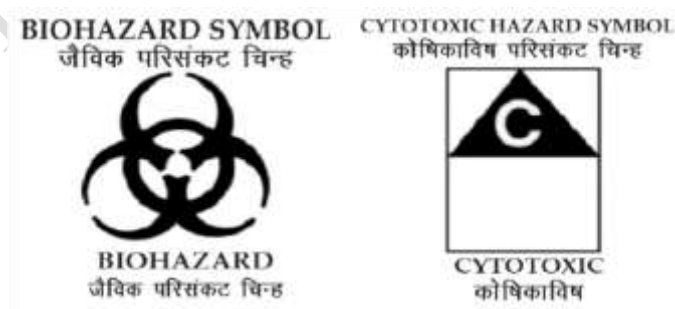 BIOHAZARD SYMBOL
जैविक परिसंकट चिन्ह
BIOHAZARD
जैविक परिसंकट चिन्ह
CYTOTOXIC HAZARD SYMBOL
कोषिकाविष परिसंकट चिन्ह
C
CYTOTOXIC
कोषिकाविष